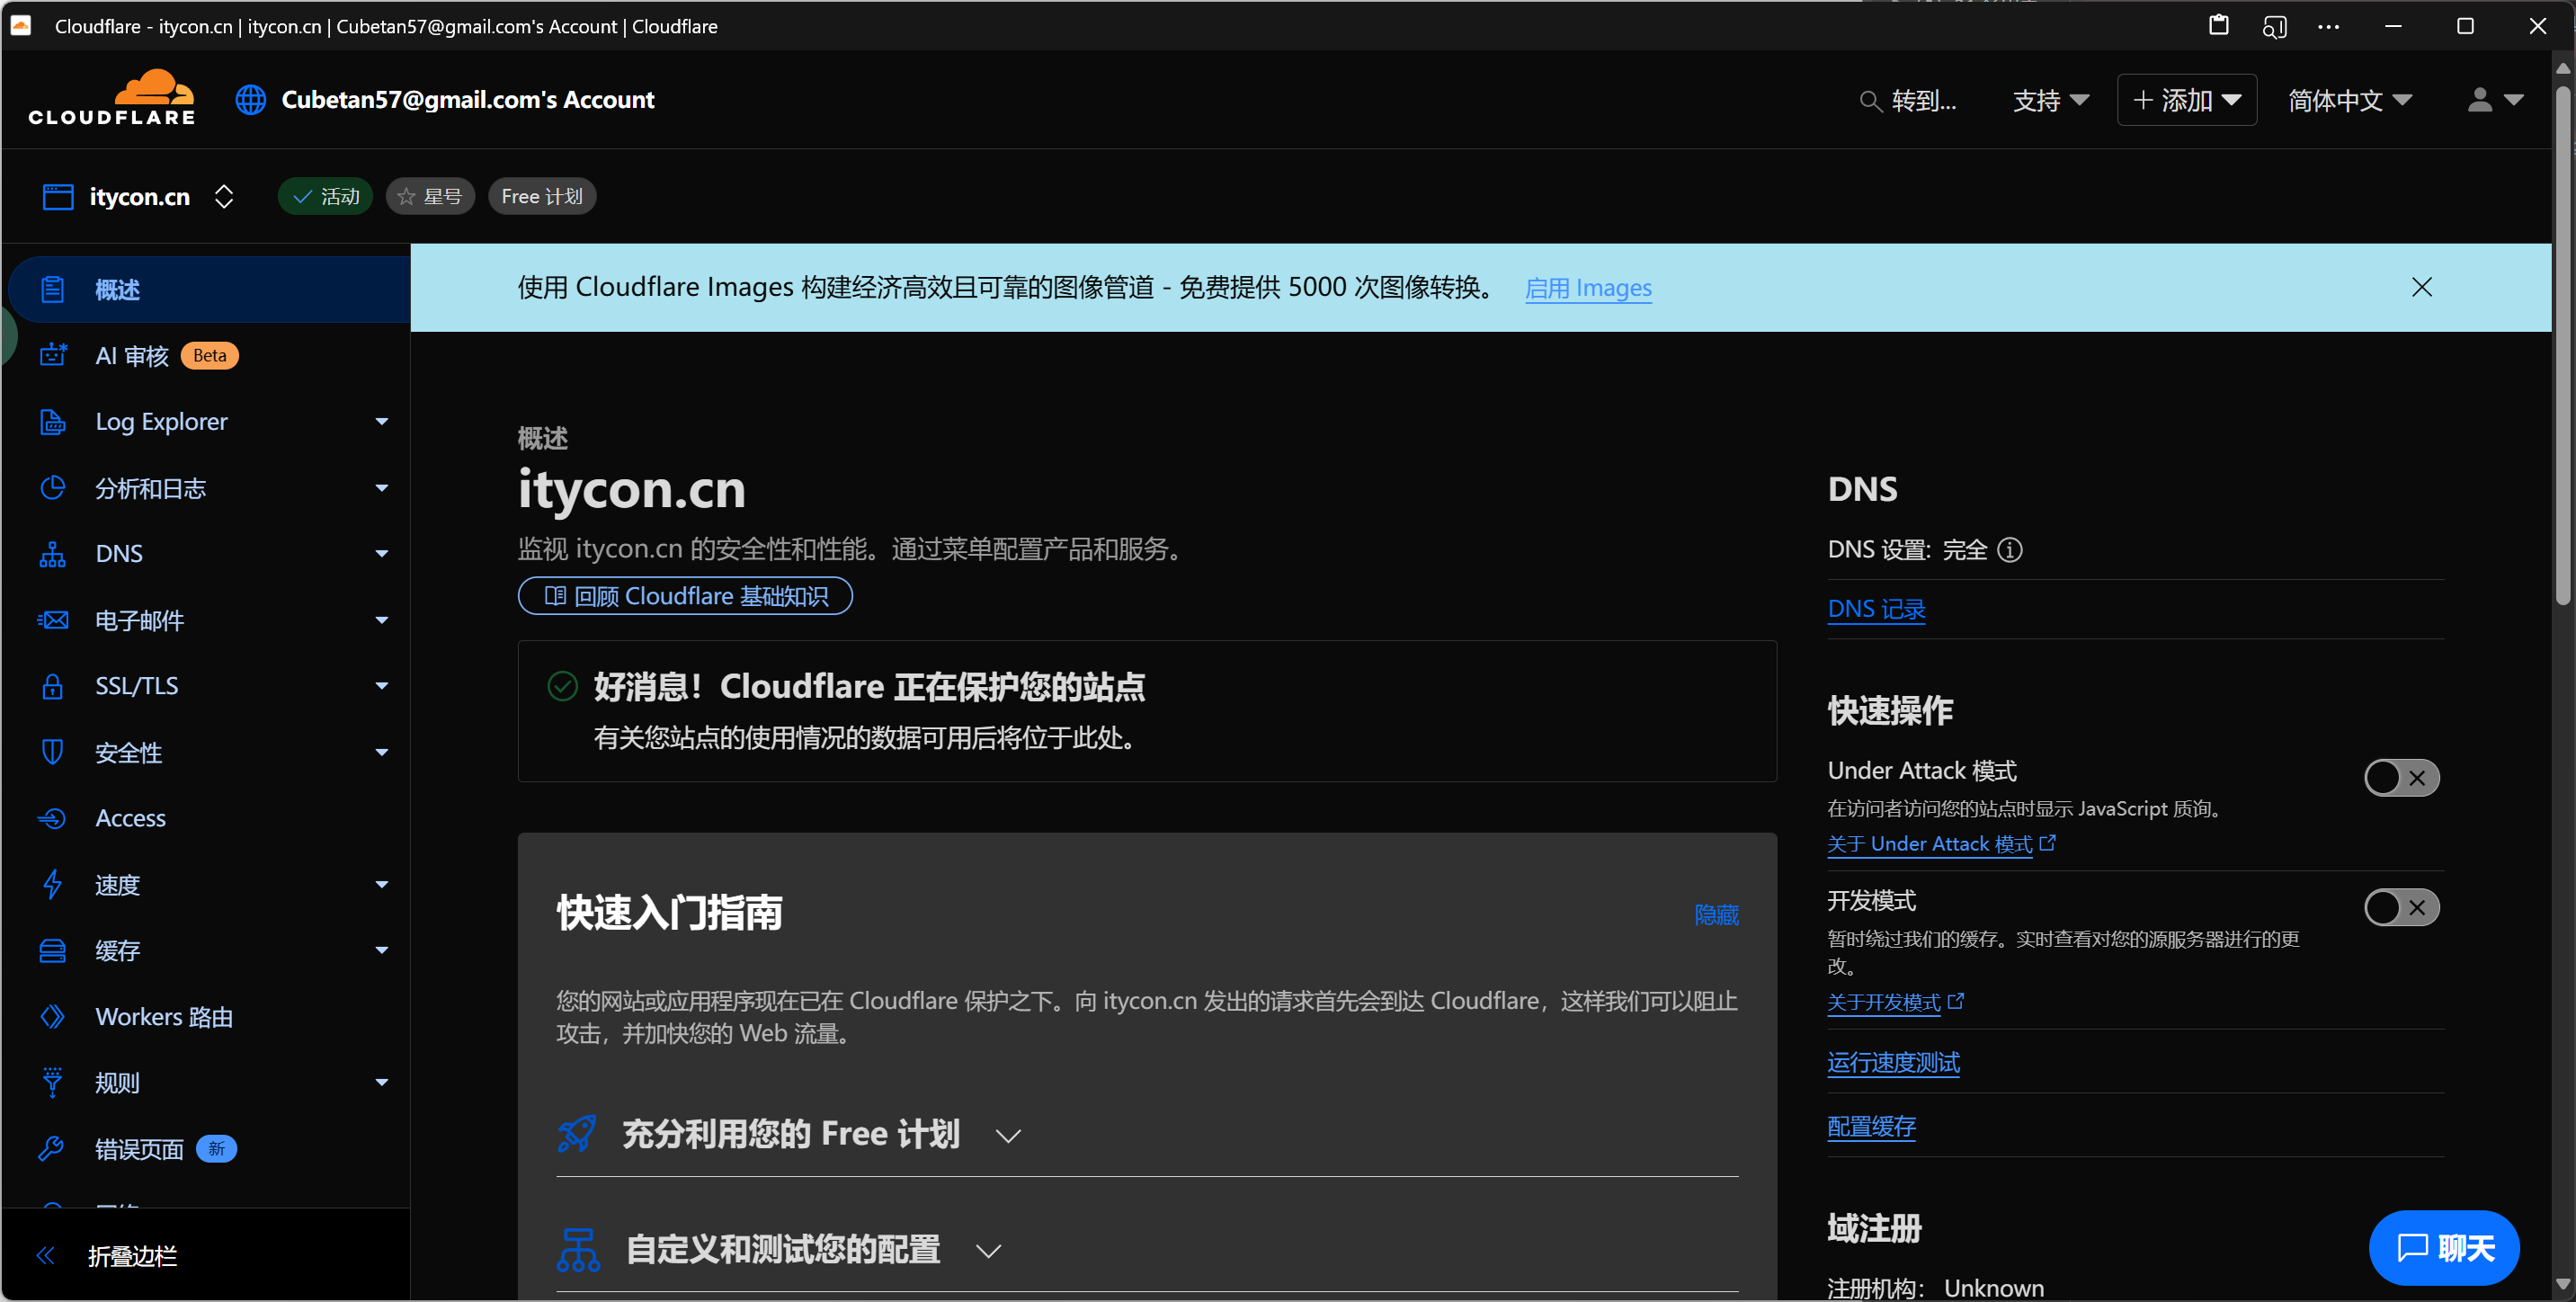 Cloudflare - itycon.cn | itycon.cn | Cubetan57@gmail.com's Account | Cloudflare
CLOUDFLARE
Cubetan57@gmail.com's Account
转到...
支持
添加
简体中文
itycon.cn
活动
星号
Free 计划
概述
AI 审核 Beta
Log Explorer
分析和日志
DNS
电子邮件
SSL/TLS
安全性
Access
速度
缓存
Workers 路由
规则
错误页面 新
折叠边栏
使用 Cloudflare Images 构建经济高效且可靠的图像管道 - 免费提供 5000 次图像转换。 启用 Images
概述
itycon.cn
监视 itycon.cn 的安全性和性能。通过菜单配置产品和服务。
回顾 Cloudflare 基础知识
好消息！Cloudflare 正在保护您的站点
有关您站点的使用情况的数据可用后将位于此处。
快速入门指南
隐藏
您的网站或应用程序现在已在 Cloudflare 保护之下。向 itycon.cn 发出的请求首先会到达 Cloudflare，这样我们可以阻止
攻击，并加快您的 Web 流量。
充分利用您的 Free 计划
自定义和测试您的配置
DNS
DNS 设置: 完全
DNS 记录
快速操作
Under Attack 模式
在访问者访问您的站点时显示 JavaScript 质询。
关于 Under Attack 模式
开发模式
暂时绕过我们的缓存。实时查看对您的源服务器进行的更
改。
关于开发模式
运行速度测试
配置缓存
域注册
注册机构： Unknown
聊天